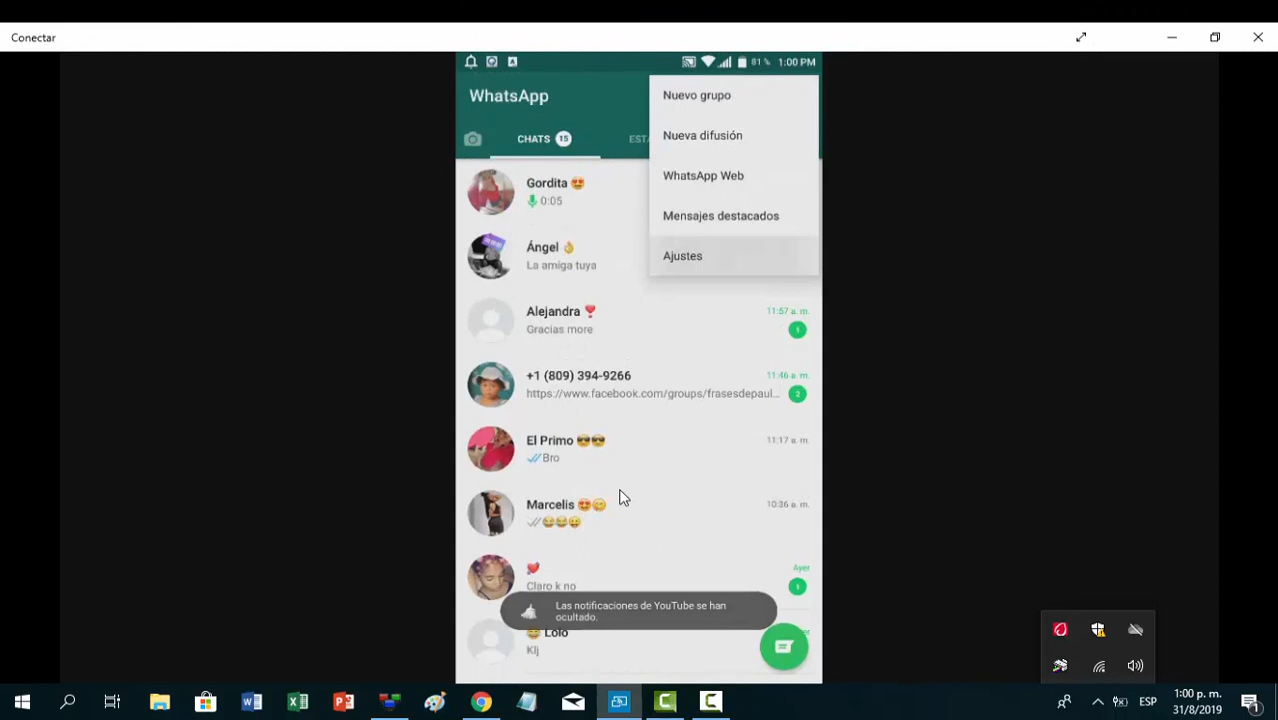 Conectar
81 % 1:00 PM
WhatsApp
Nuevo grupo
Nueva difusión
WhatsApp Web
Mensajes destacados
Ajustes
CHATS 15
ESTA
Gordita 😍
0:05
Ángel 👌
La amiga tuya
Alejandra ❣️
11:57 a. m.
Gracias more
1
+1 (809) 394-9266
11:46 a. m.
https://www.facebook.com/groups/frasesdepaul...
2
El Primo 😎😎
11:17 a. m.
Bro
Marcelis 😍😋
10:36 a. m.
😂😂😜
💓
Ayer
Claro k no
1
Las notificaciones de YouTube se han
ocultado.
😅 Lolo
Klj
ESP
1:00 p. m.
31/8/2019
1